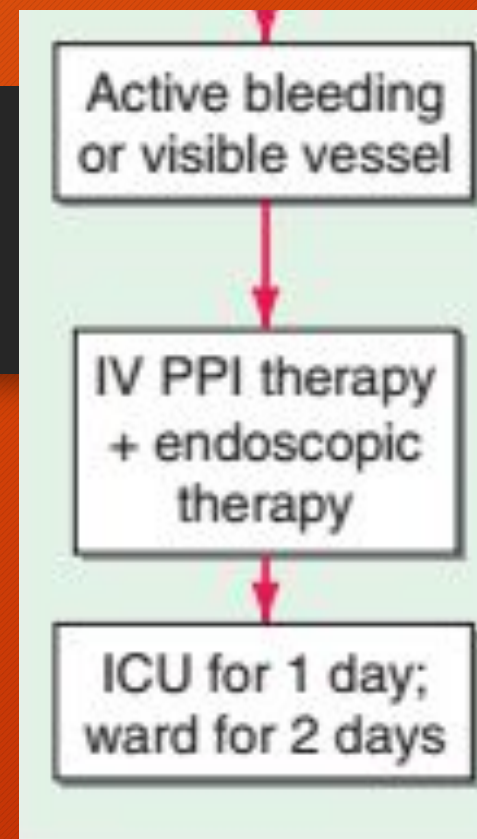 Active bleeding
or visible vessel
IV PPI therapy
+ endoscopic
therapy
ICU for 1 day;
ward for 2 days